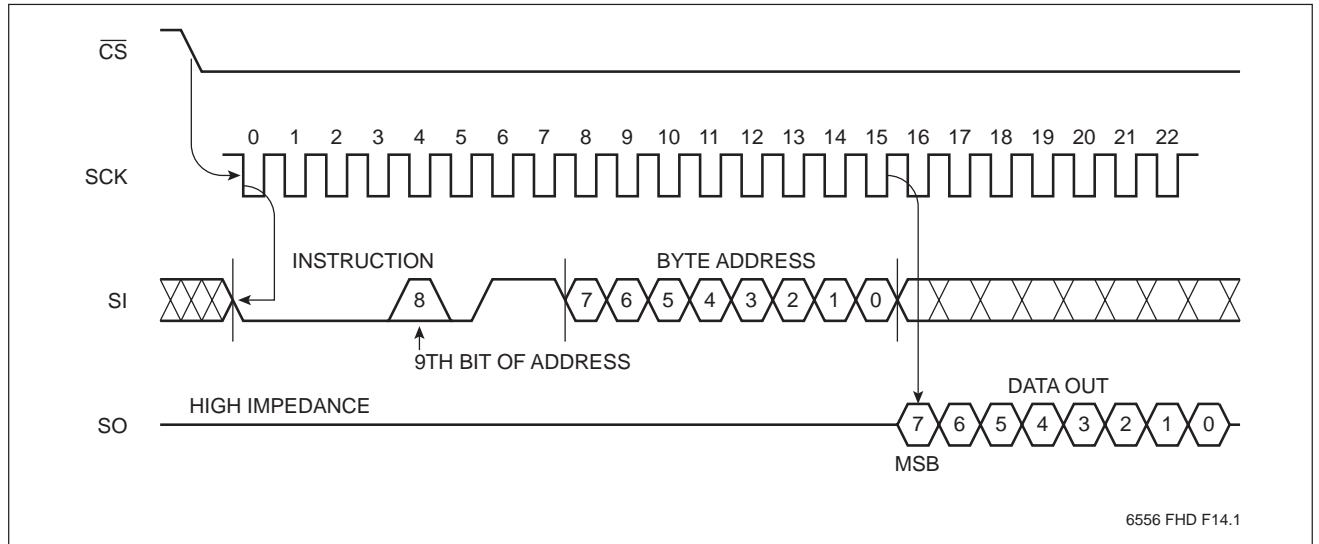 CS
0 1 2 3 4 5 6 7 8 9 10 11 12 13 14 15 16 17 18 19 20 21 22
SCK
INSTRUCTION BYTE ADDRESS
SI 8 7 6 5 4 3 2 1 0
9TH BIT OF ADDRESS
HIGH IMPEDANCE DATA OUT
SO 7 6 5 4 3 2 1 0
MSB
6556 FHD F14.1